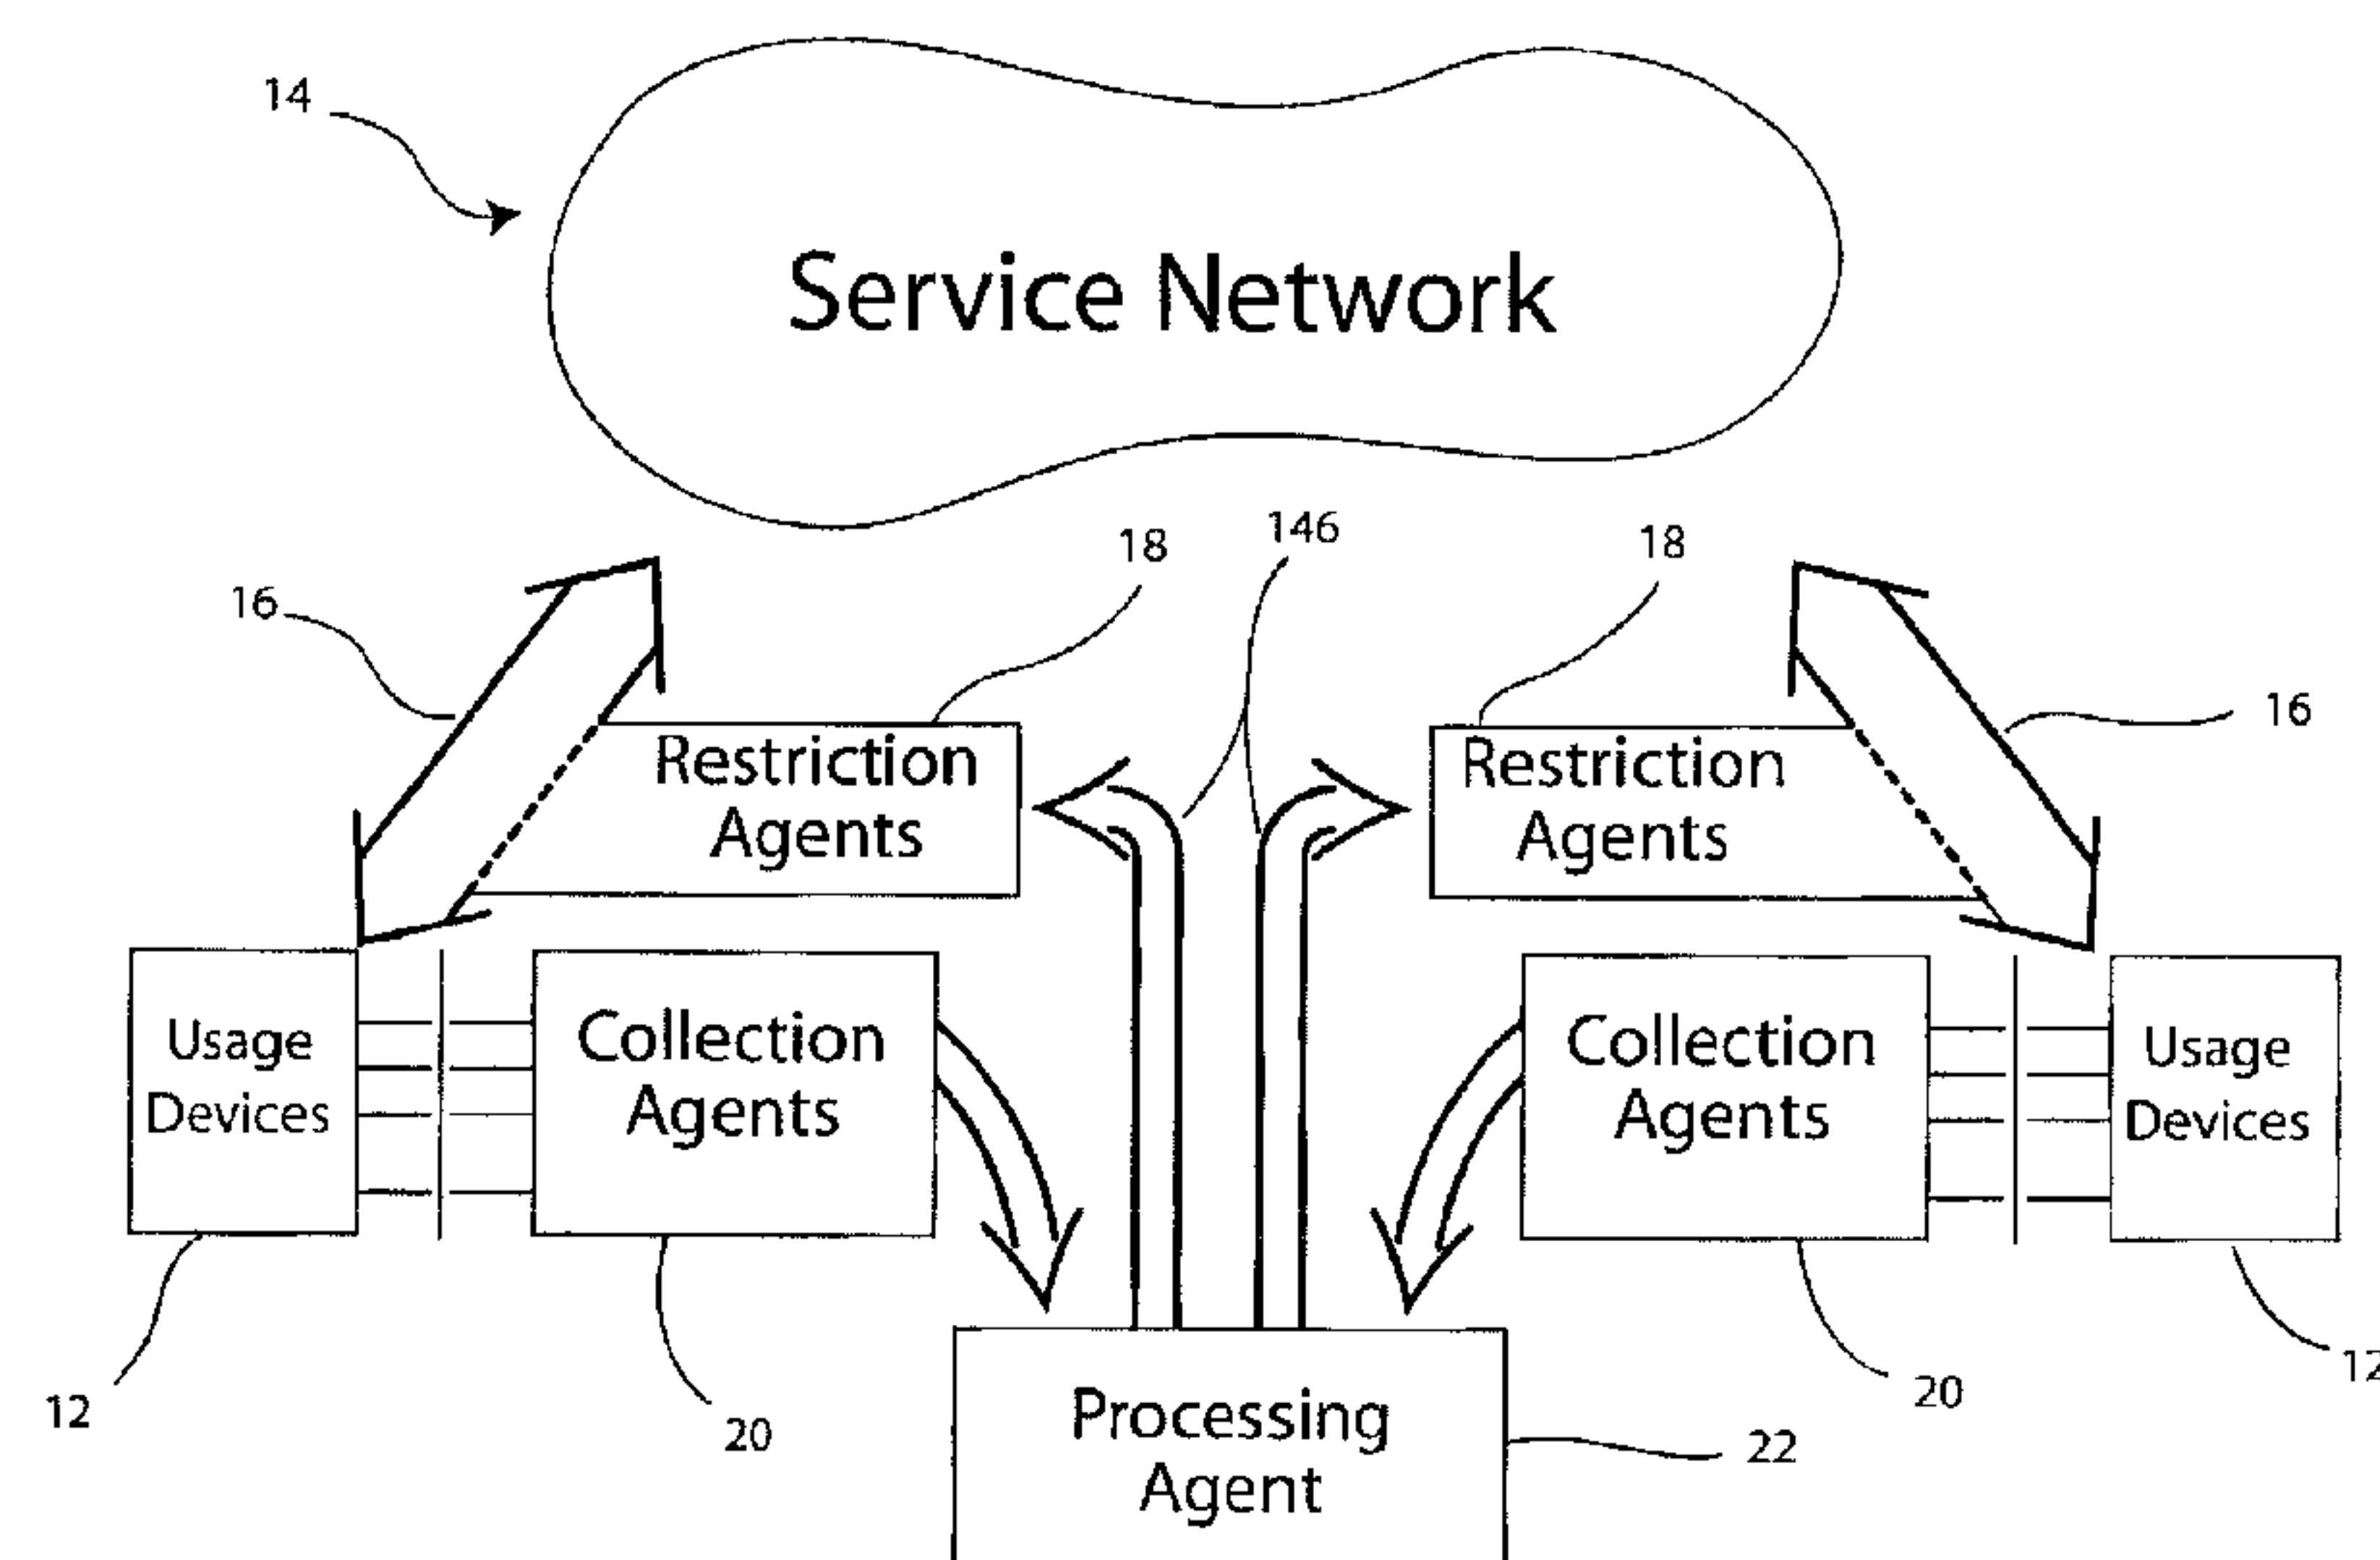 14
Service Network
146
18
18
16
16
Restriction
Agents
Restriction
Agents
Usage
Devices
Collection
Agents
Collection
Agents
Usage
Devices
12
20
20
12
Processing
Agent
22